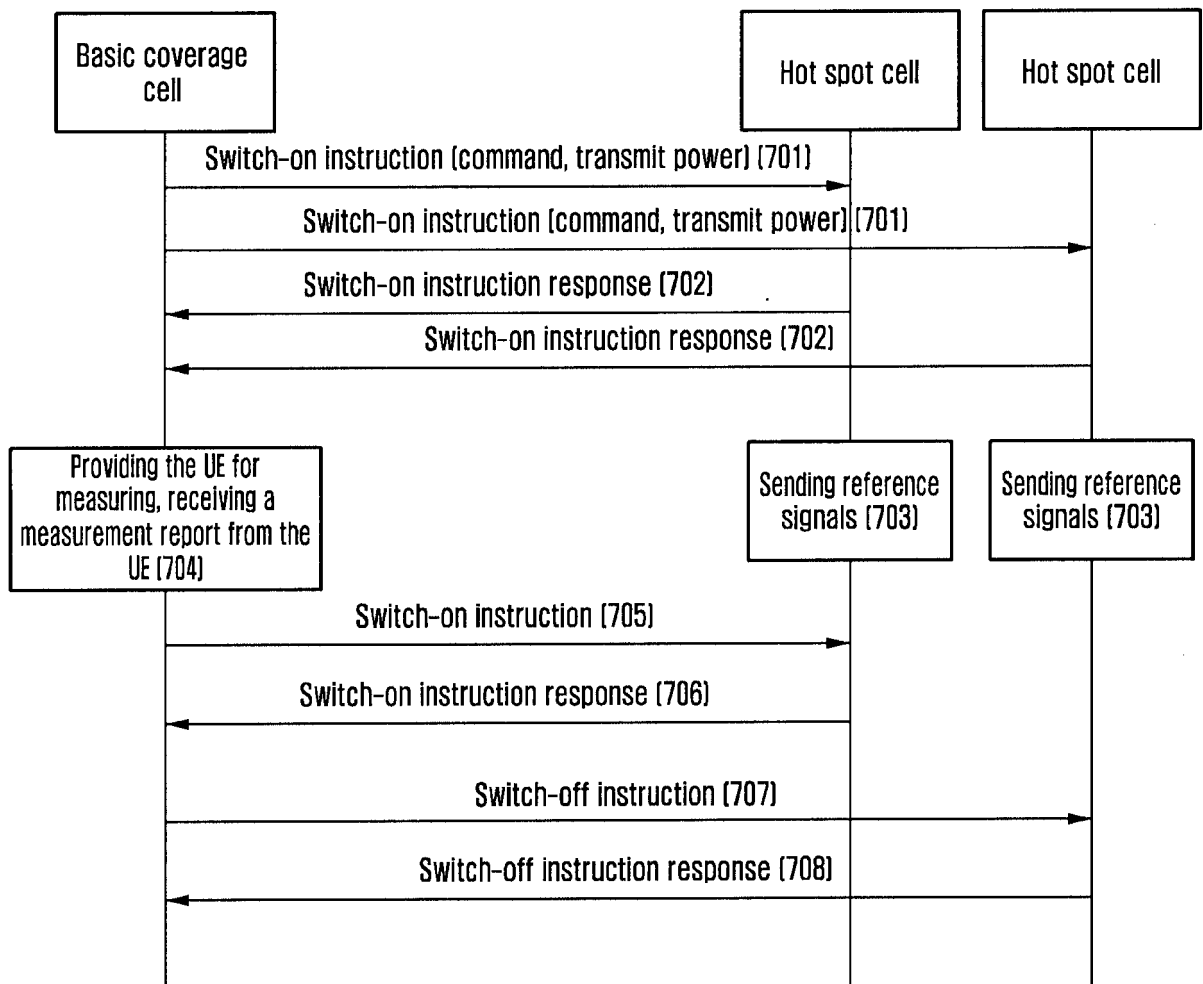 Basic coverage
cell
Hot spot cell
Hot spot cell
Switch-on instruction (command, transmit power) (701)
Switch-on instruction (command, transmit power) (701)
Switch-on instruction response (702)
Switch-on instruction response (702)
Providing the UE for
measuring, receiving a
measurement report from the
UE (704)
Sending reference
signals (703)
Sending reference
signals (703)
Switch-on instruction (705)
Switch-on instruction response (706)
Switch-off instruction (707)
Switch-off instruction response (708)